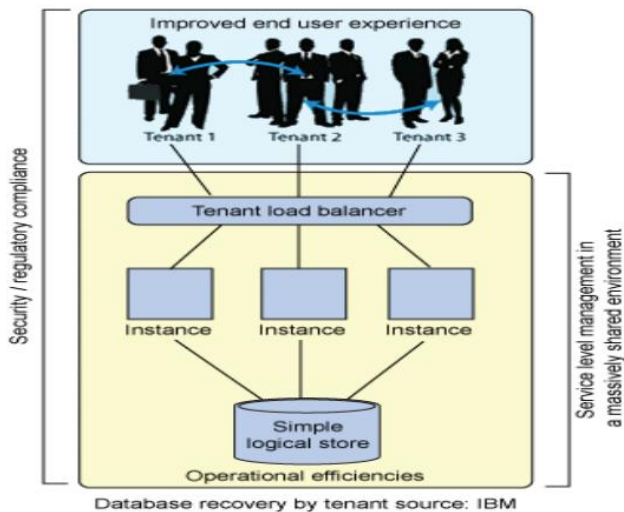 Improved end user experience
Tenant 1
Tenant 2
Tenant 3
Security / regulatory compliance
Tenant load balancer
Instance
Instance
Instance
Service level management in
a massively shared environment
Simple
logical store
Operational efficiencies
Database recovery by tenant source: IBM